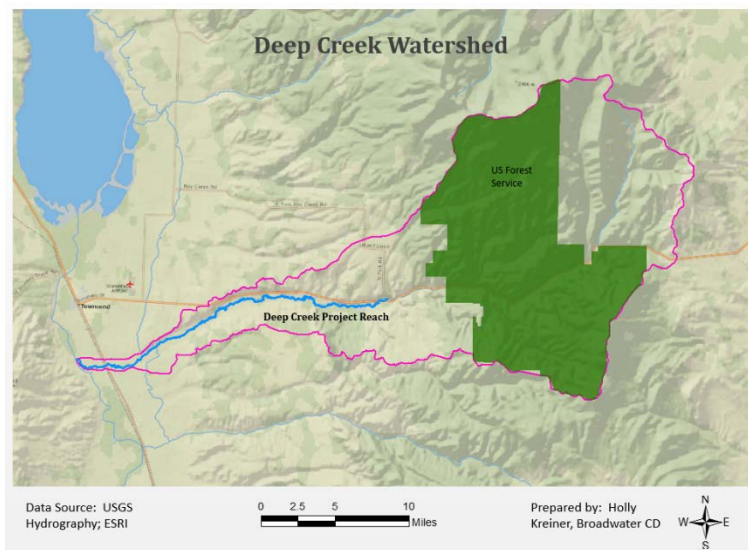 Deep Creek Watershed
US Forest
Service
Townsend
Deep Creek Project Reach
Data Source: USGS
Hydrography; ESRI
0 2.5 5 10
Miles
Prepared by: Holly
Kreiner, Broadwater CD
N
W E
S